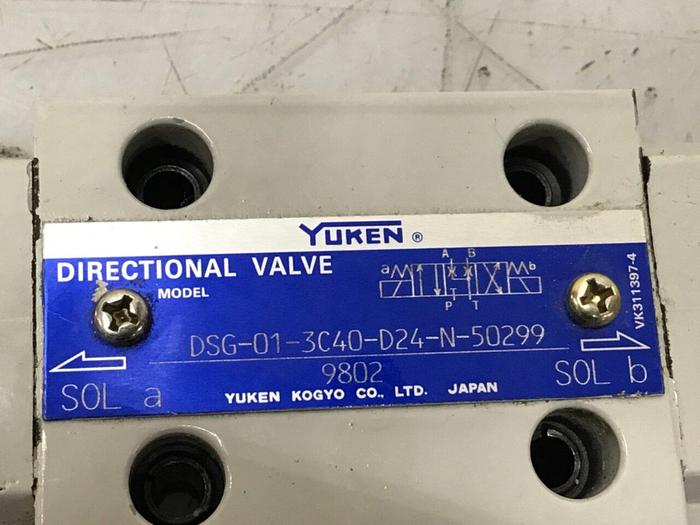 YUKEN ®
DIRECTIONAL VALVE
MODEL
A B
a b
P T
VK311397-4
DSG-01-3C40-D24-N-50299
9802
SOL a
SOL b
YUKEN KOGYO CO., LTD. JAPAN